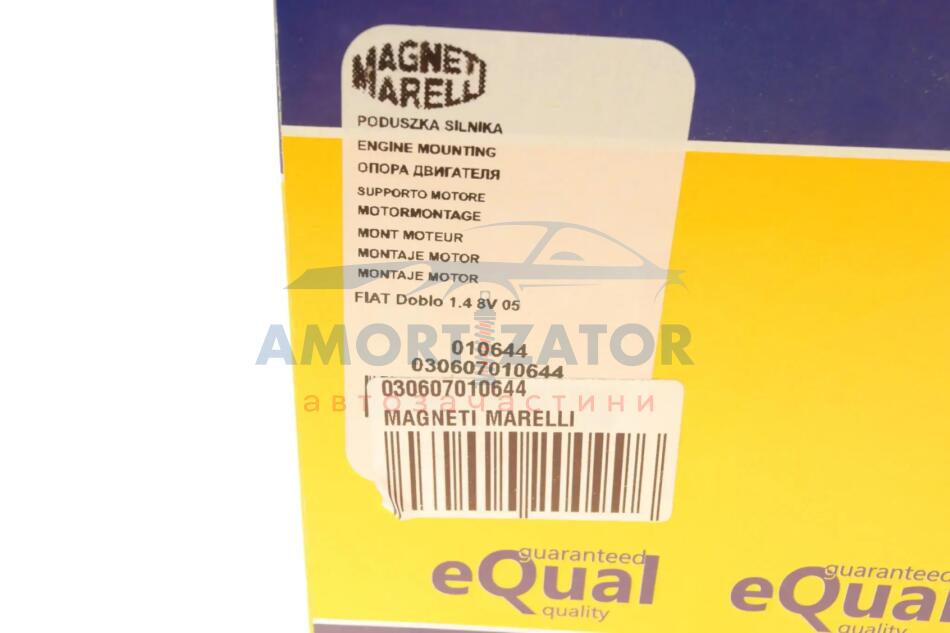 MAGNETI
MARELLI
PODUSZKA SILNIKA
ENGINE MOUNTING
ОПОРА ДВИГАТЕЛЯ
SUPPORTO MOTORE
MOTORMONTAGE
MONT MOTEUR
MONTAJE MOTOR
MONTAJE MOTOR
FIAT Doblo 1.4 8V 05
AMORTIZATOR
010644
030607010644
030607010644
автозапчастини
MAGNETI MARELLI
guaranteed
eQual
quality
guaranteed
eQual
quality